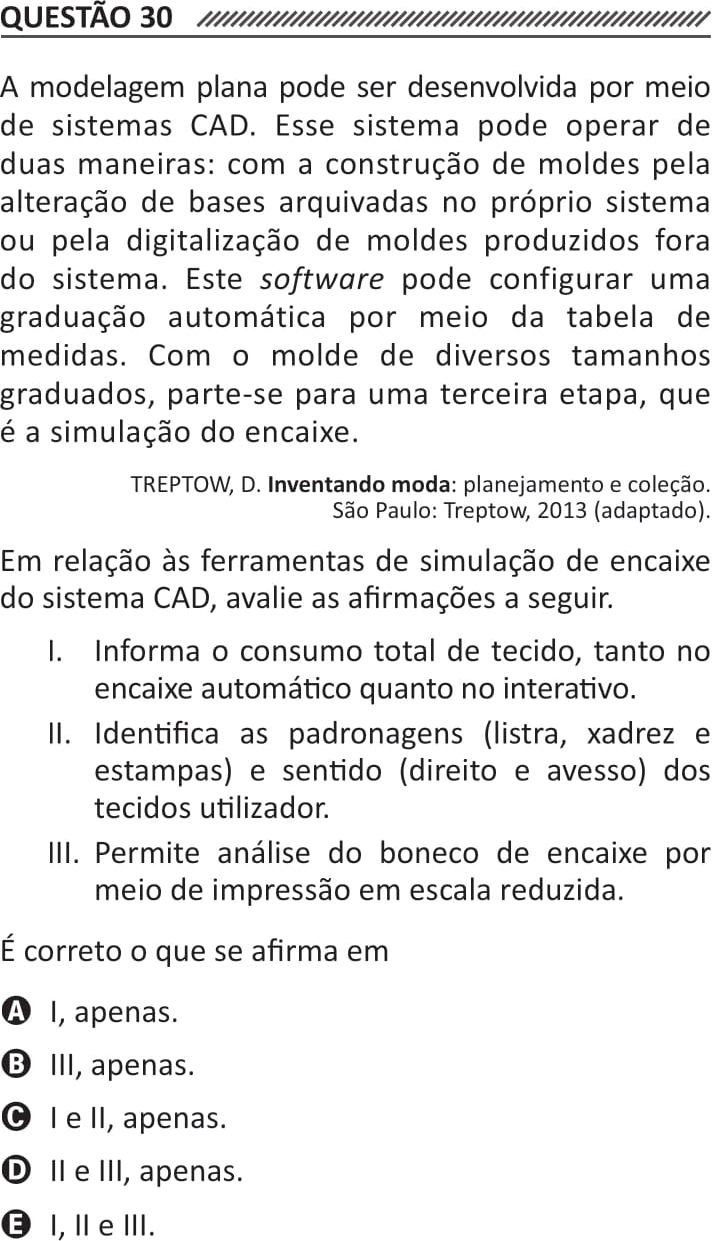 QUESTÃO 30
A modelagem plana pode ser desenvolvida por meio
de sistemas CAD. Esse sistema pode operar de
duas maneiras: com a construção de moldes pela
alteração de bases arquivadas no próprio sistema
ou pela digitalização de moldes produzidos fora
do sistema. Este software pode configurar uma
graduação automática por meio da tabela de
medidas. Com o molde de diversos tamanhos
graduados, parte-se para uma terceira etapa, que
é a simulação do encaixe.
TREPTOW, D. Inventando moda: planejamento e coleção.
São Paulo: Treptow, 2013 (adaptado).
Em relação às ferramentas de simulação de encaixe
do sistema CAD, avalie as afirmações a seguir.
I. Informa o consumo total de tecido, tanto no
encaixe automático quanto no interativo.
II. Identifica as padronagens (listra, xadrez e
estampas) e sentido (direito e avesso) dos
tecidos utilizador.
III. Permite análise do boneco de encaixe por
meio de impressão em escala reduzida.
É correto o que se afirma em
A I, apenas.
B III, apenas.
C I e II, apenas.
D II e III, apenas.
E I, II e III.